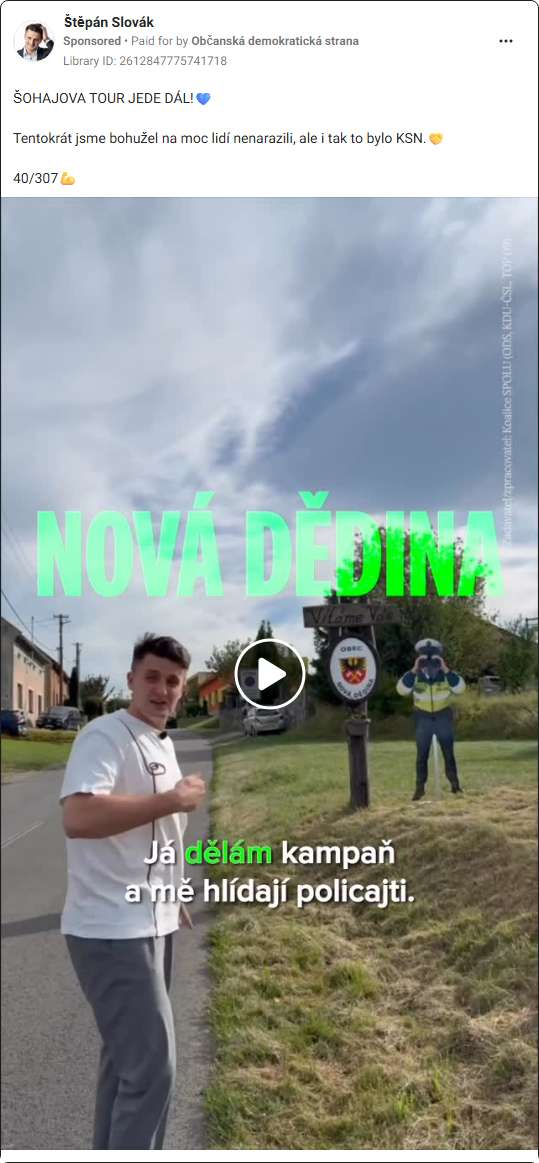 Štěpán Slovák
Sponsored • Paid for by Občanská demokratická strana
Library ID: 2612847775741718
ŠOHAJOVA TOUR JEDE DÁL!💙
Tentokrát jsme bohužel na moc lidí nenarazili, ale i tak to bylo KSN.🤭
40/307💪
Zadavatel/zpracovatel: Koalice SPOLU (ODS, KDU-ČSL, TOP 09)
NOVÁ DĚDINA
Vítáme Vás
OBEC
NOVÁ DĚDINA
Já dělám kampaň
a mě hlídají policajti.